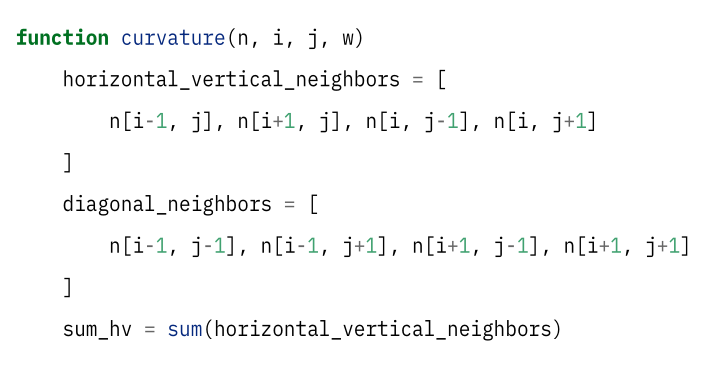 function curvature(n, i, j, w)
    horizontal_vertical_neighbors = [
        n[i-1, j], n[i+1, j], n[i, j-1], n[i, j+1]
    ]
    diagonal_neighbors = [
        n[i-1, j-1], n[i-1, j+1], n[i+1, j-1], n[i+1, j+1]
    ]
    sum_hv = sum(horizontal_vertical_neighbors)